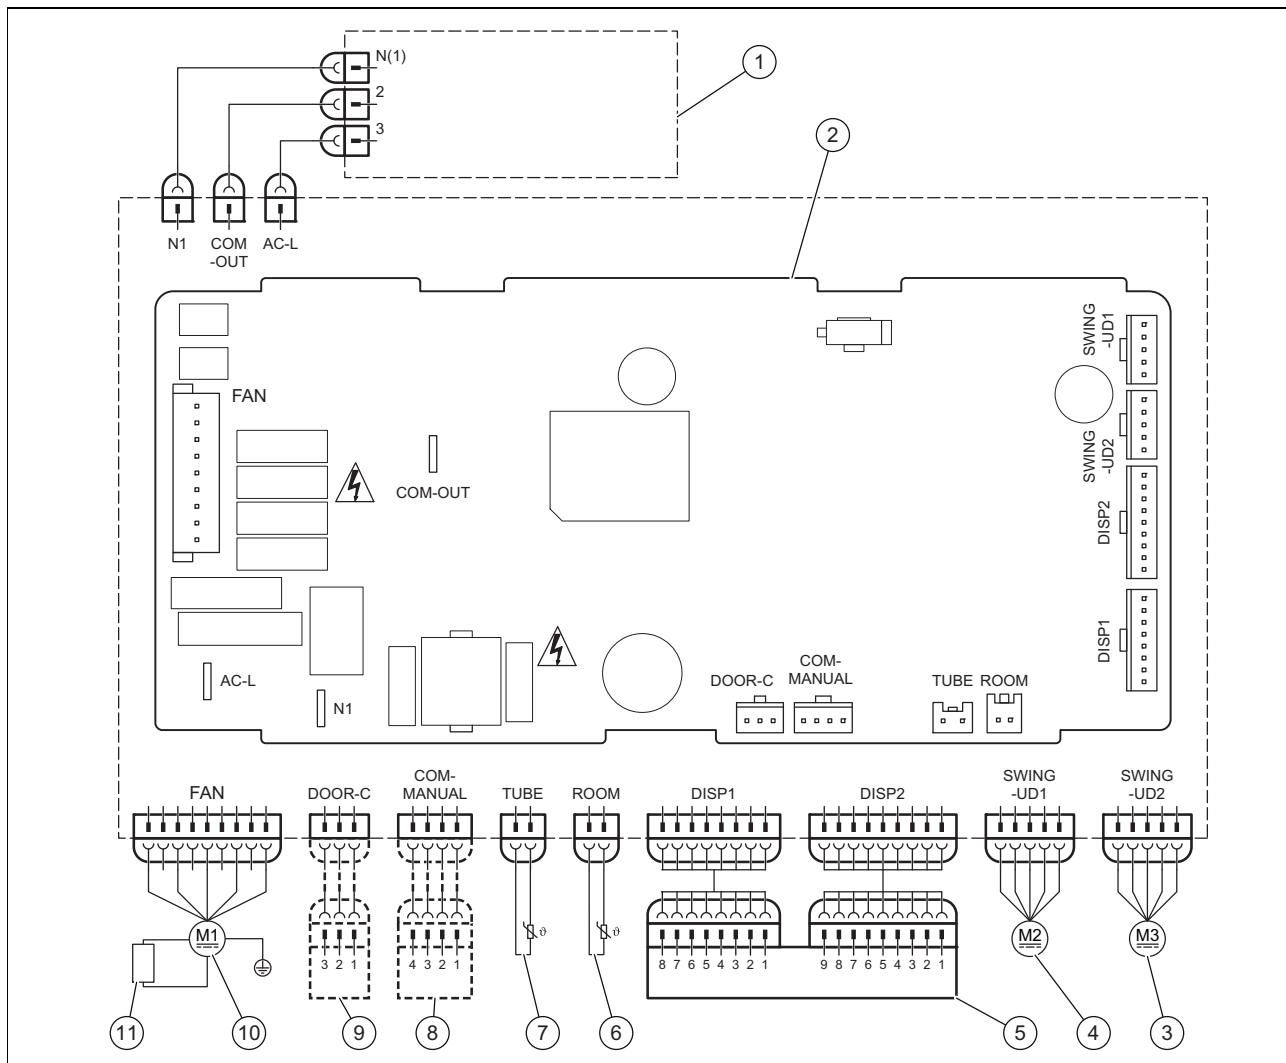 N(1)
2
3
1
2
N1
COM
-OUT
AC-L
SWING
-UD1
FAN
SWING
-UD2
COM-OUT
DISP2
DISP1
AC-L
N1
DOOR-C
COM-
MANUAL
TUBE
ROOM
FAN
DOOR-C
COM-
MANUAL
TUBE
ROOM
DISP1
DISP2
SWING
-UD1
SWING
-UD2
M1
3 2 1
4 3 2 1
ϑ
ϑ
8 7 6 5 4 3 2 1
9 8 7 6 5 4 3 2 1
M2
M3
11
10
9
8
7
6
5
4
3